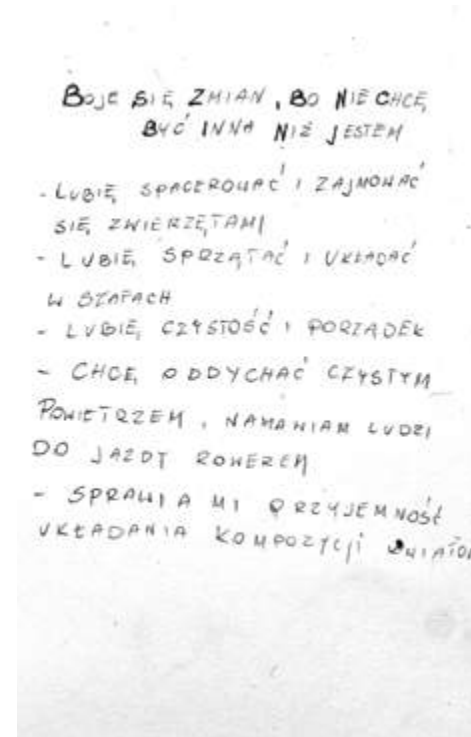 BOJE SIĘ ZMIAN, BO NIE CHCĘ
BYĆ INNA NIŻ JESTEM
- LUBIĘ SPACEROWAĆ I ZAJMOWAĆ
SIĘ ZWIERZĘTAMI
- LUBIĘ SPRZĄTAĆ I UKŁADAĆ
W SZAFACH
- LUBIĘ CZYSTOŚĆ I PORZĄDEK
- CHCĘ ODDYCHAĆ CZYSTYM
POWIETRZEM, NAMAWIAM LUDZI
DO JAZDY ROWEREM
- SPRAWIA MI PRZYJEMNOŚĆ
UKŁADANIA KOMPOZYCJI